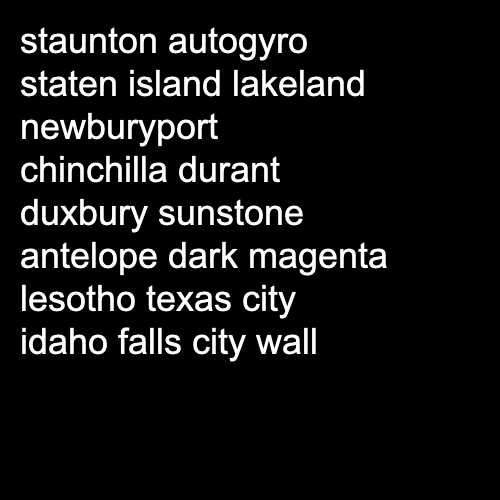 staunton autogyro
staten island lakeland
newburyport
chinchilla durant
duxbury sunstone
antelope dark magenta
lesotho texas city
idaho falls city wall